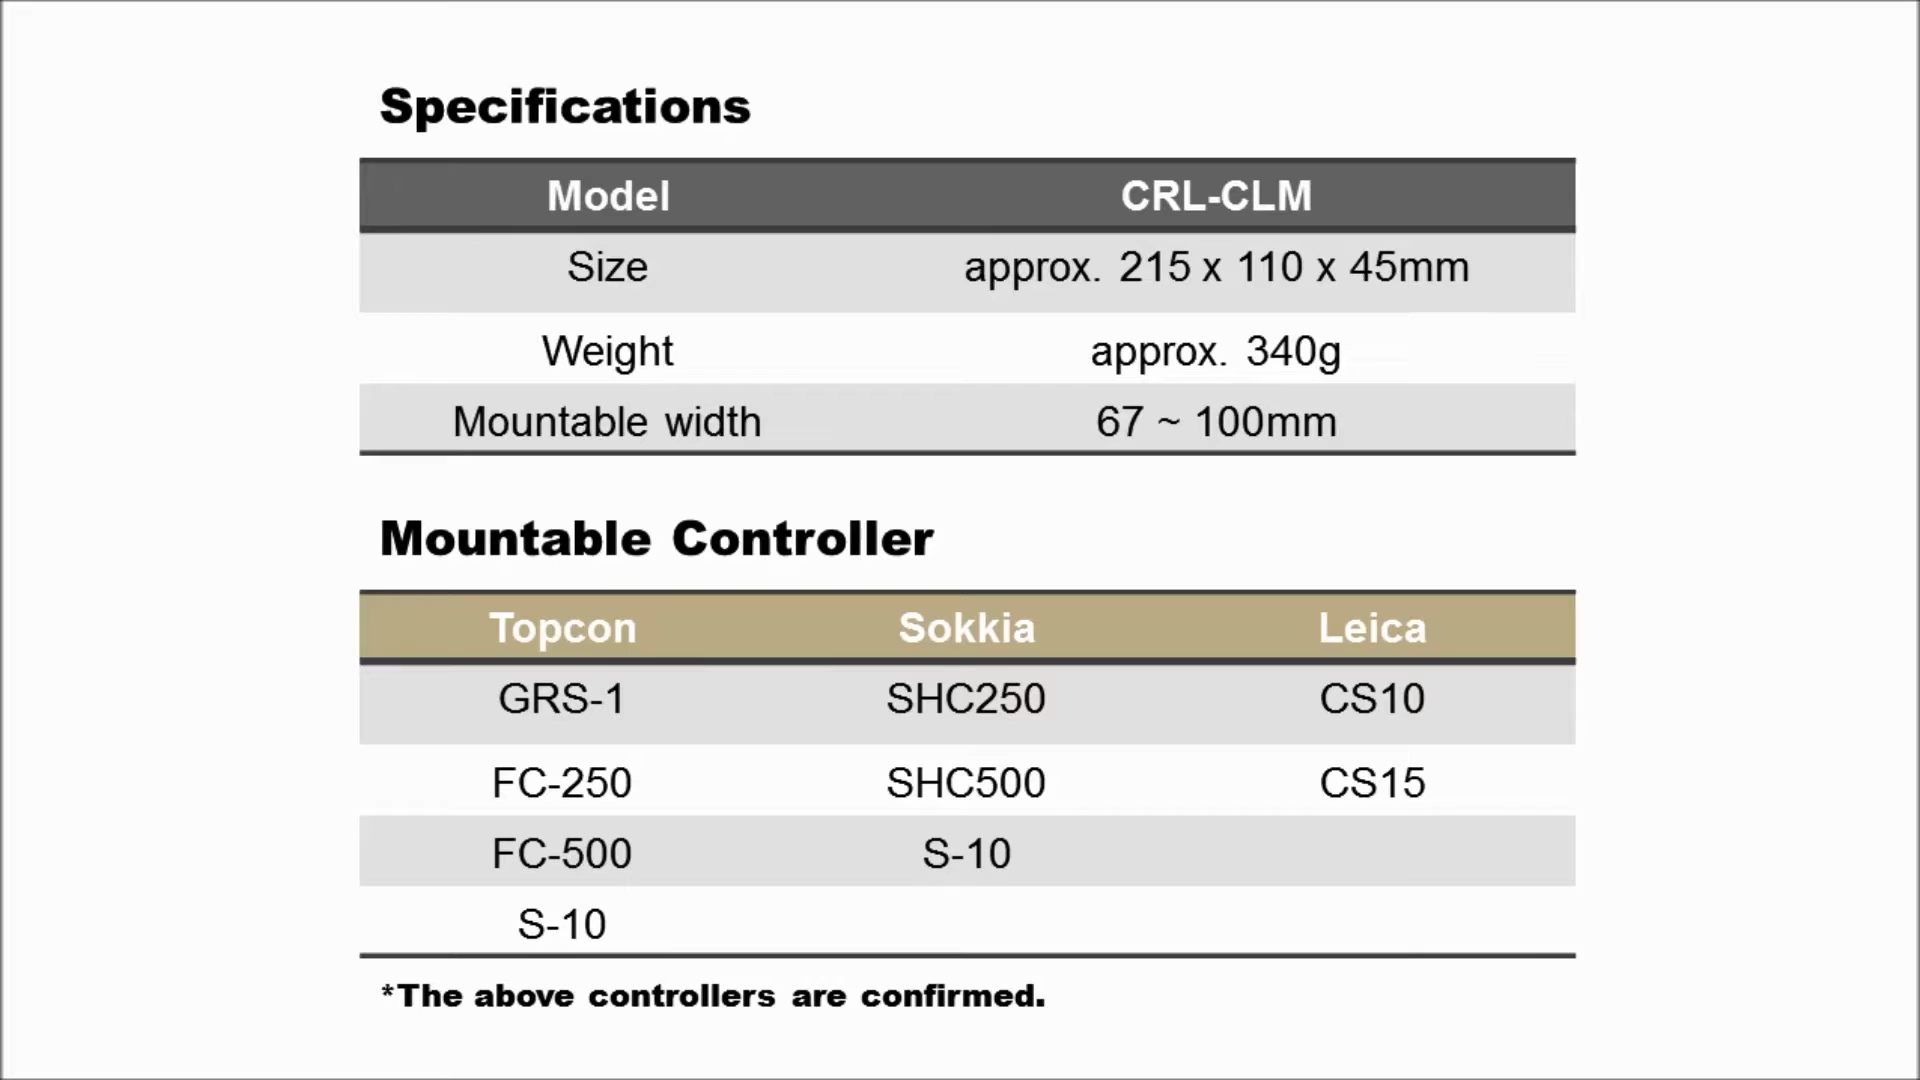 Specifications
Model CRL-CLM
Size approx. 215 x 110 x 45mm
Weight approx. 340g
Mountable width 67 ~ 100mm
Mountable Controller
Topcon Sokkia Leica
GRS-1 SHC250 CS10
FC-250 SHC500 CS15
FC-500 S-10
S-10
*The above controllers are confirmed.